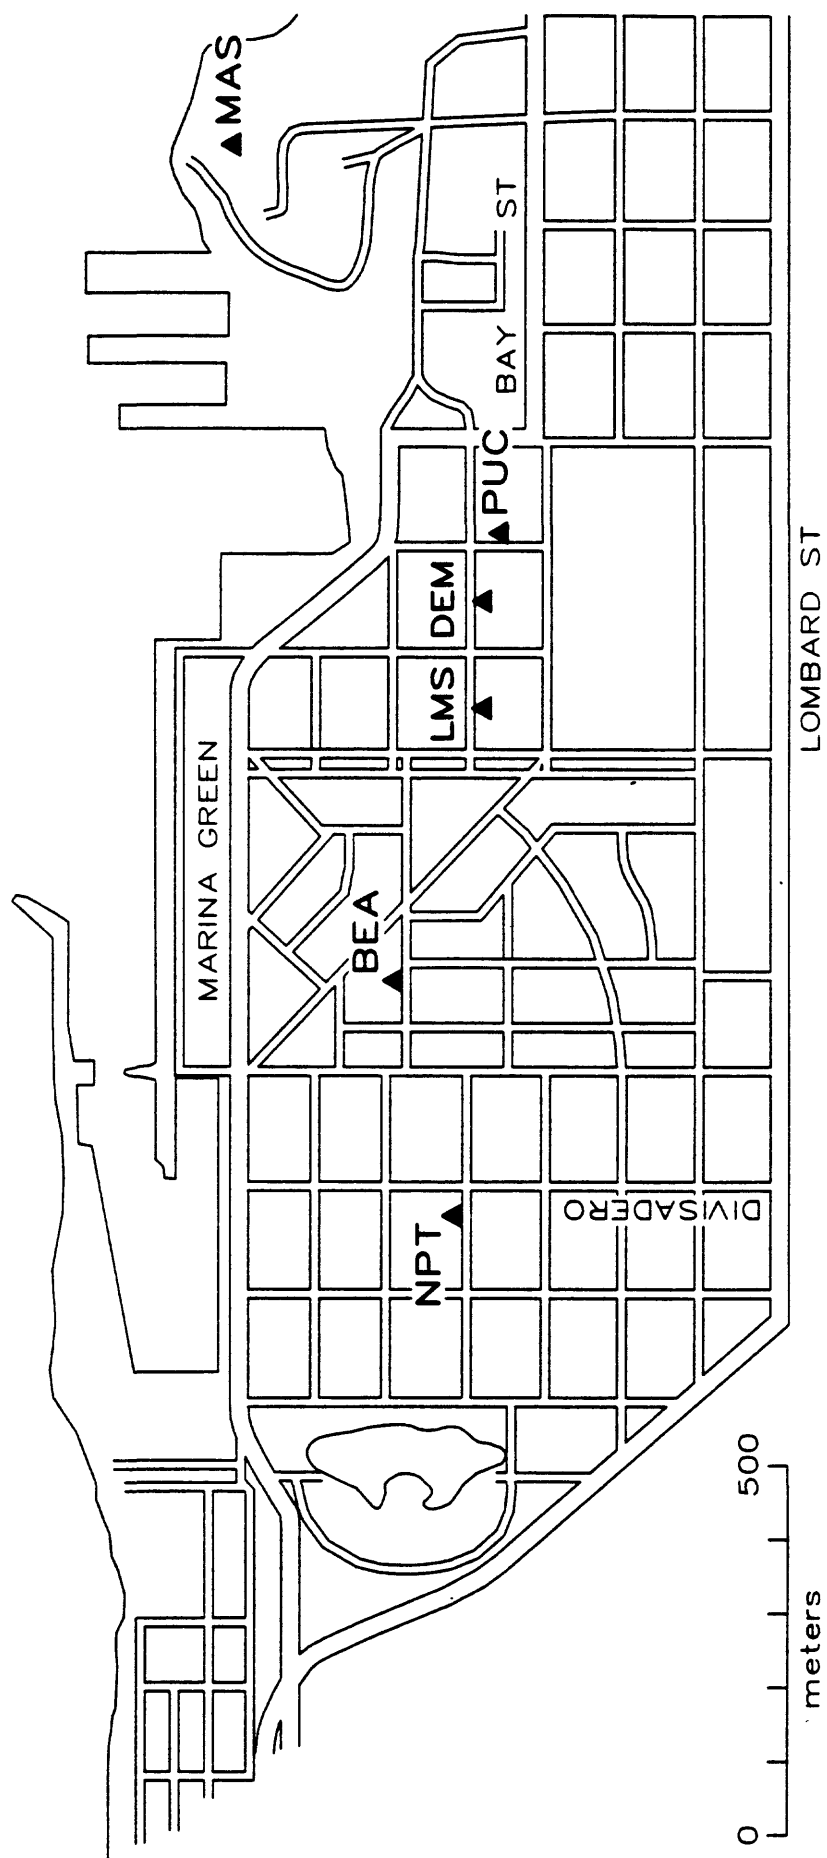 MAS
MARINA GREEN
BAY ST
PUC
DEM
LMS
BEA
NPT
DIVISADERO
LOMBARD ST
0 500
meters